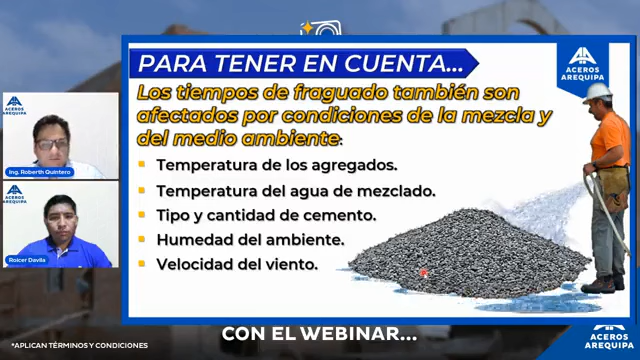 PARA TENER EN CUENTA...
ACEROS
AREQUIPA
Los tiempos de fraguado también son
afectados por condiciones de la mezcla y
del medio ambiente:
Temperatura de los agregados.
Temperatura del agua de mezclado.
Tipo y cantidad de cemento.
Humedad del ambiente.
Velocidad del viento.
ACEROS
AREQUIPA
Ing. Roberth Quintero
ACEROS
AREQUIPA
Roicer Davila
CON EL WEBINAR...
*APLICAN TÉRMINOS Y CONDICIONES
ACEROS
AREQUIPA